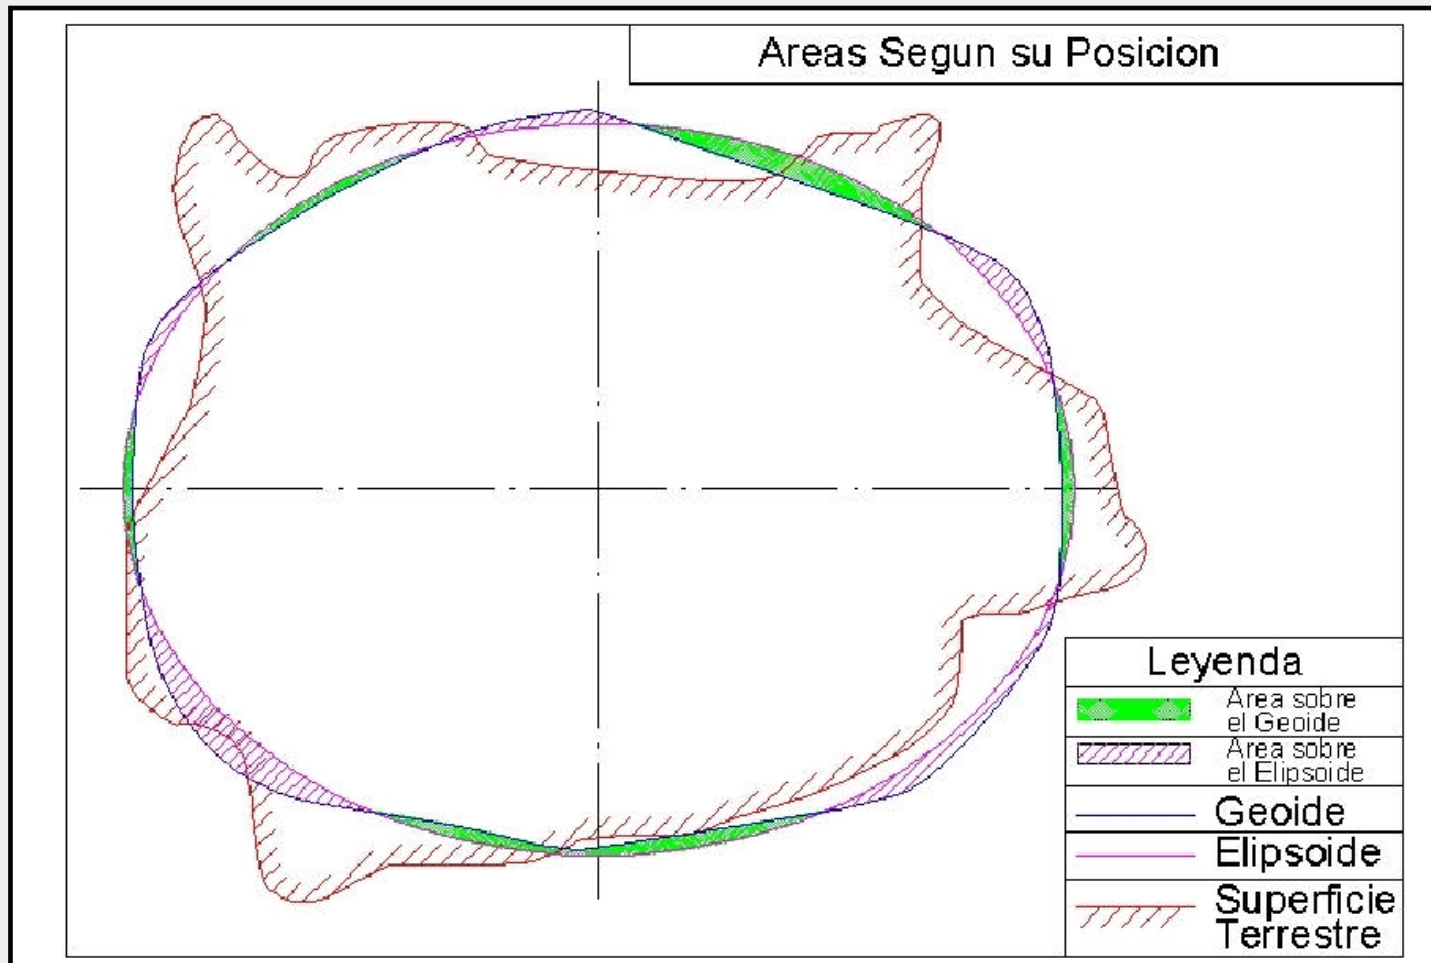 Areas Segun su Posicion
Leyenda
Area sobre
el Geoide
Area sobre
el Elipsoide
Geoide
Elipsoide
Superficie
Terrestre